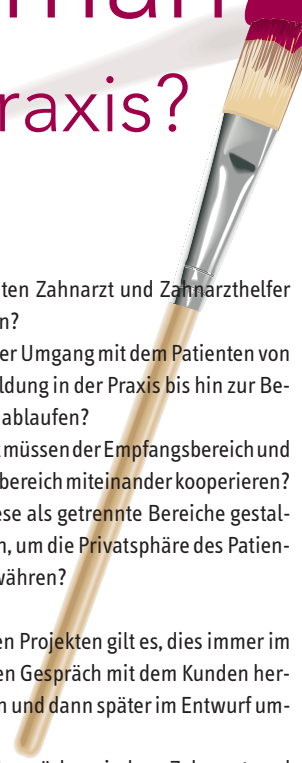 man
raxis?
ten Zahnarzt und Zahnarzthelfer
n?
er Umgang mit dem Patienten von
ldung in der Praxis bis hin zur Be-
ablaufen?
müssen der Empfangsbereich und
bereich miteinander kooperieren?
ese als getrennte Bereiche gestal-
n, um die Privatsphäre des Patien-
währen?
en Projekten gilt es, dies immer im
en Gespräch mit dem Kunden her-
n und dann später im Entwurf um-